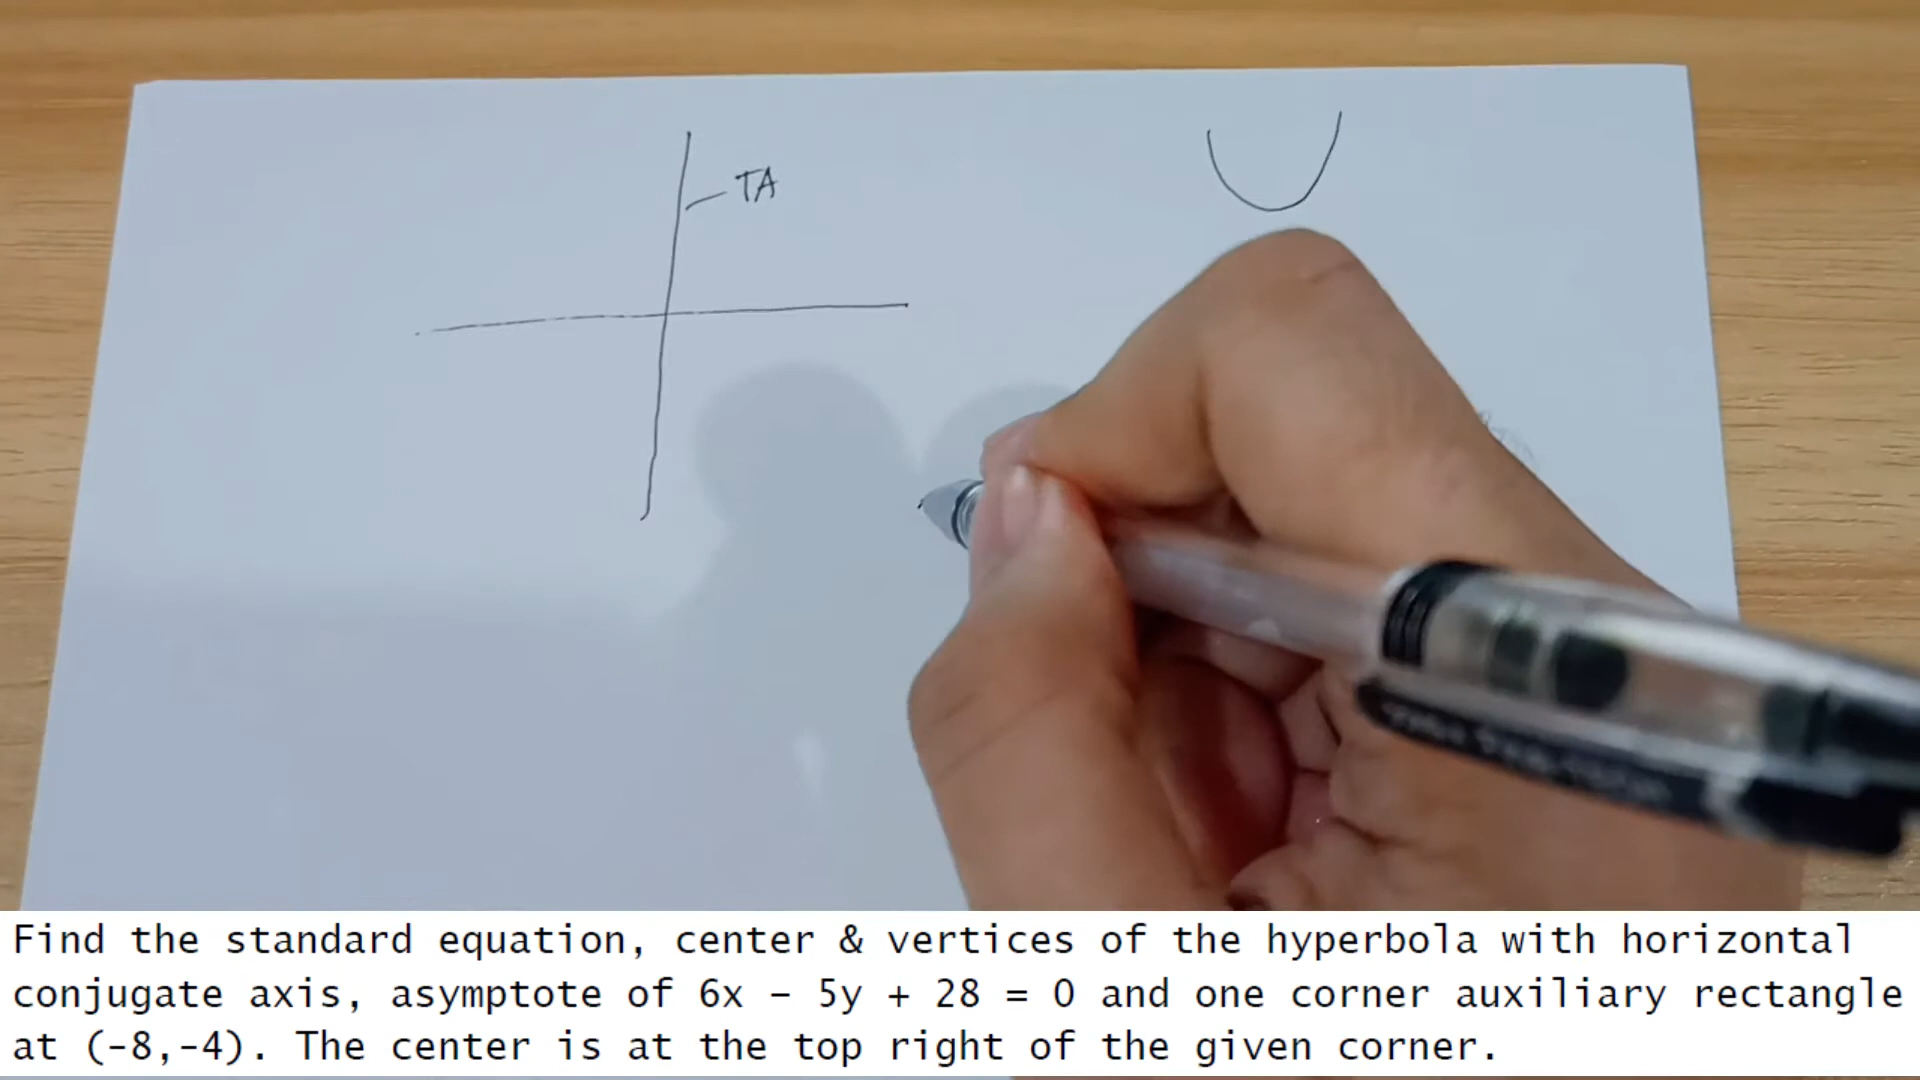 TA
Find the standard equation, center & vertices of the hyperbola with horizontal
conjugate axis, asymptote of 6x − 5y + 28 = 0 and one corner auxiliary rectangle
at (-8,-4). The center is at the top right of the given corner.